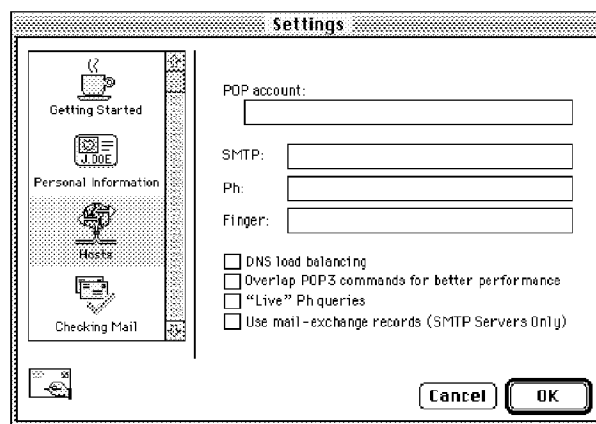 Settings
Getting Started
J.DOE
Personal Information
Hosts
Checking Mail
POP account:
SMTP:
Ph:
Finger:
DNS load balancing
Overlap POP3 commands for better performance
“Live” Ph queries
Use mail-exchange records (SMTP Servers Only)
Cancel
OK